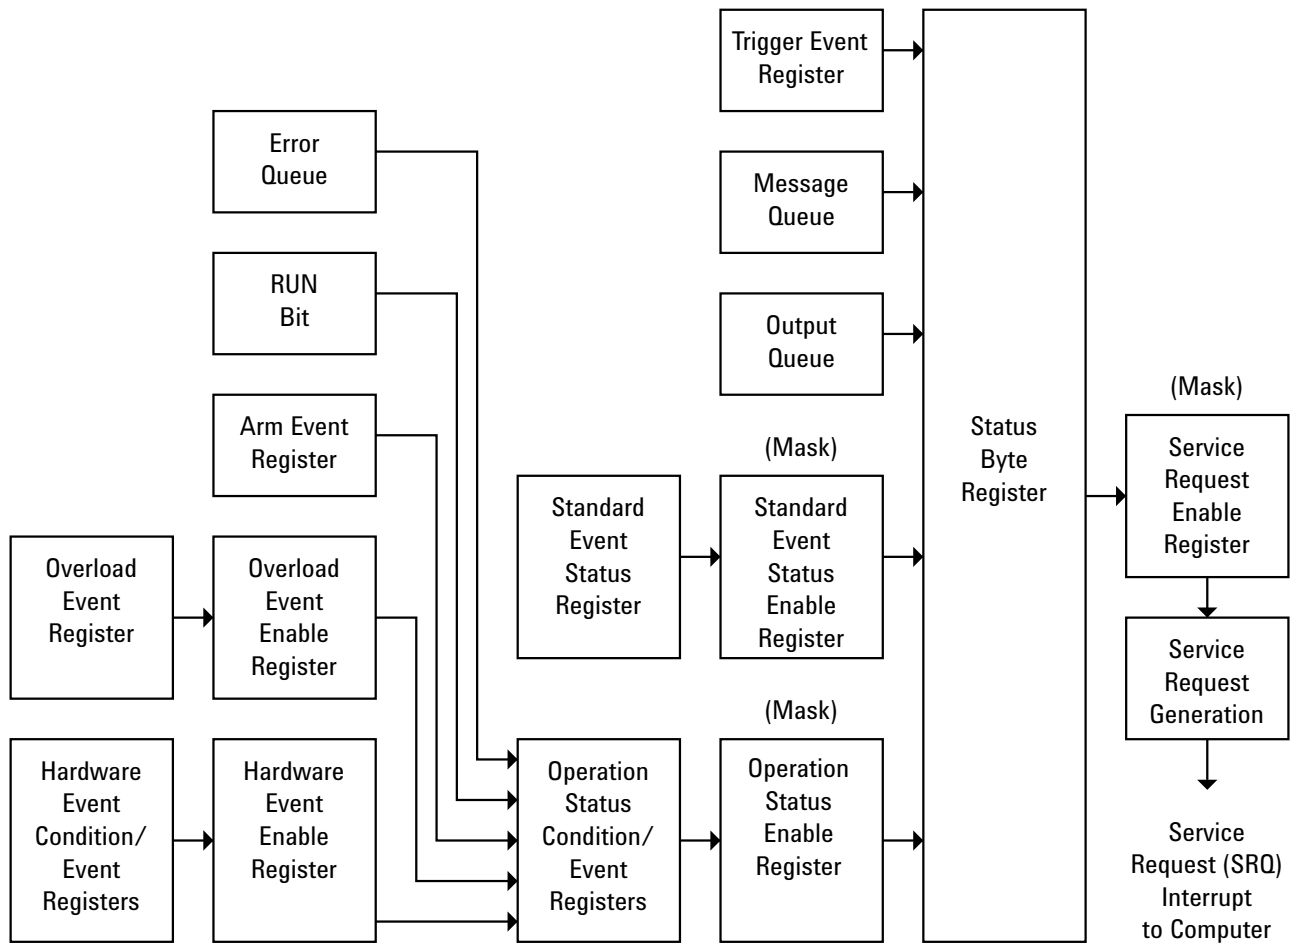 Trigger Event
Register
Error
Queue
Message
Queue
RUN
Bit
Output
Queue
Arm Event
Register
(Mask)
Standard
Event
Status
Register
Standard
Event
Status
Enable
Register
Status
Byte
Register
(Mask)
Service
Request
Enable
Register
Overload
Event
Register
Overload
Event
Enable
Register
Service
Request
Generation
(Mask)
Hardware
Event
Condition/
Event
Registers
Hardware
Event
Enable
Register
Operation
Status
Condition/
Event
Registers
Operation
Status
Enable
Register
Service
Request (SRQ)
Interrupt
to Computer